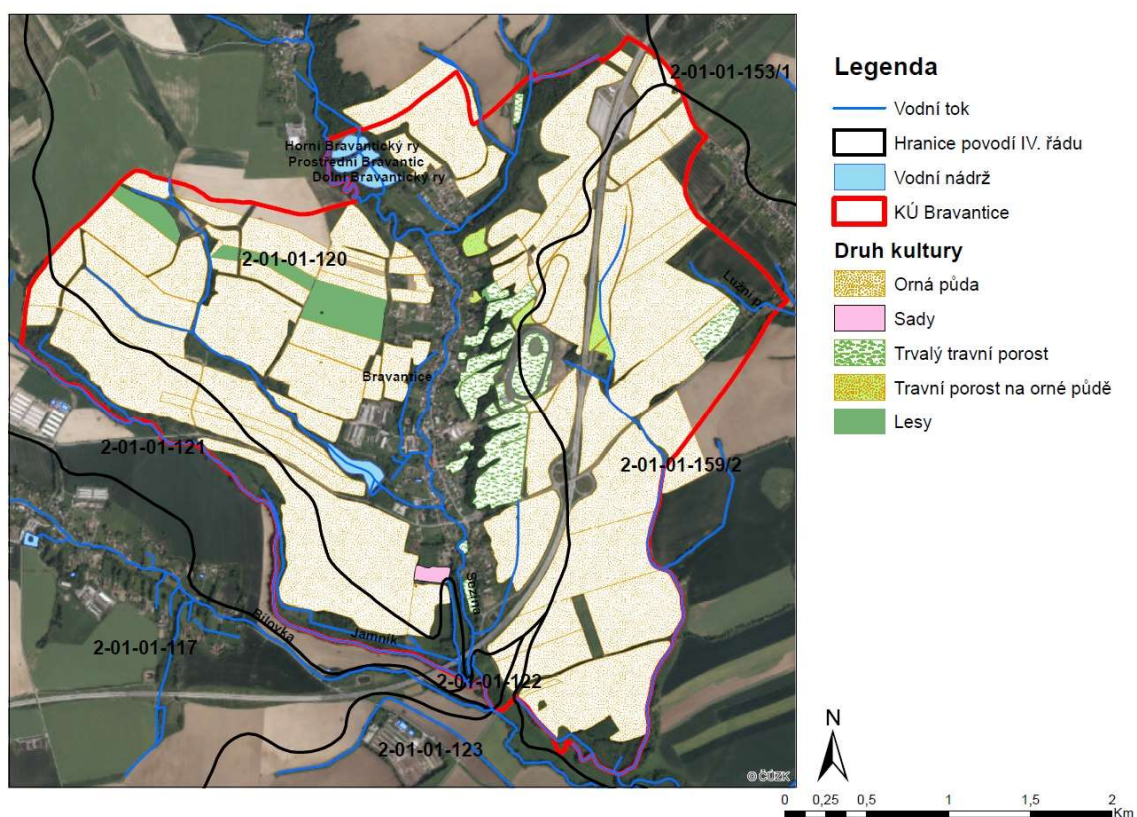 2-01-01-153/1
Horní Bravantický ry
Prostřední Bravantic
Dolní Bravantický ry
2-01-01-120
Lužní p.
Bravantice
2-01-01-121
2-01-01-159/2
Sezina
Bílovka
Jamník
2-01-01-117
2-01-01-122
2-01-01-123
© ČÚZK
Legenda
Vodní tok
Hranice povodí IV. řádu
Vodní nádrž
KÚ Bravantice
Druh kultury
Orná půda
Sady
Trvalý travní porost
Travní porost na orné půdě
Lesy
N
0 0,25 0,5 1 1,5 2
Km